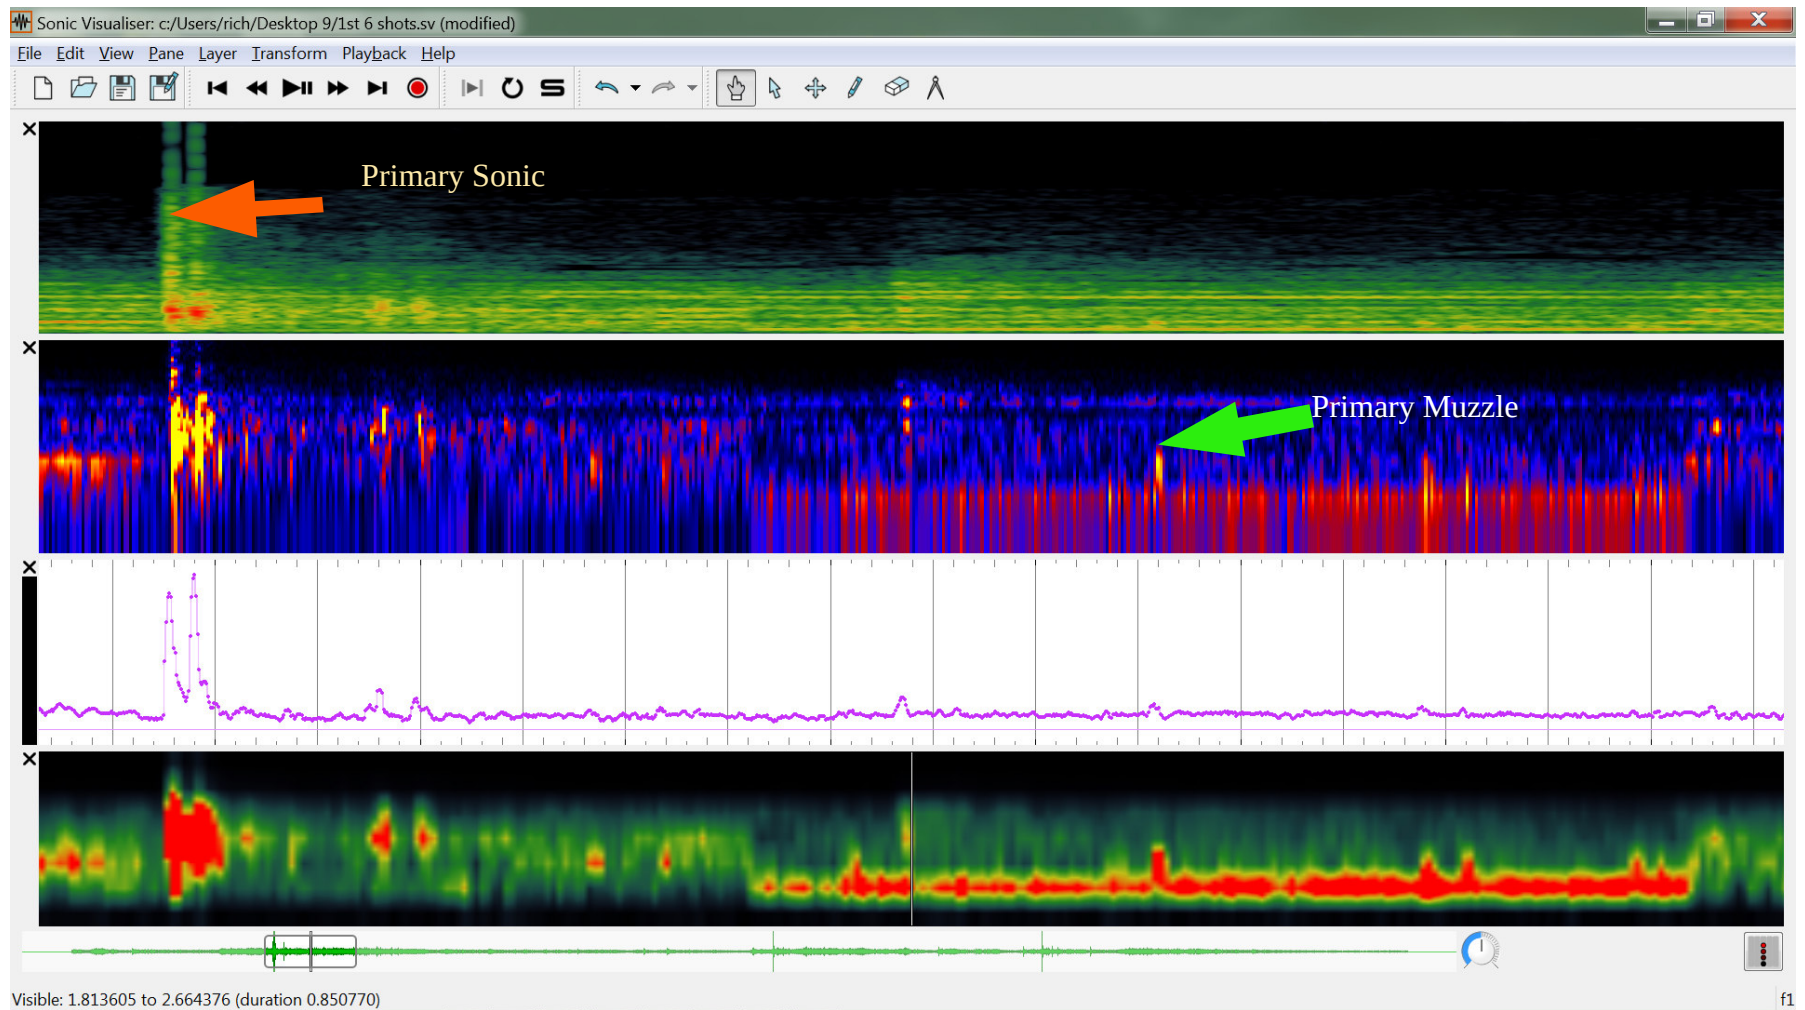 Sonic Visualiser: c:/Users/rich/Desktop 9/1st 6 shots.sv (modified)
File Edit View Pane Layer Transform Playback Help
Primary Sonic
Primary Muzzle
Visible: 1.813605 to 2.664376 (duration 0.850770)
f1